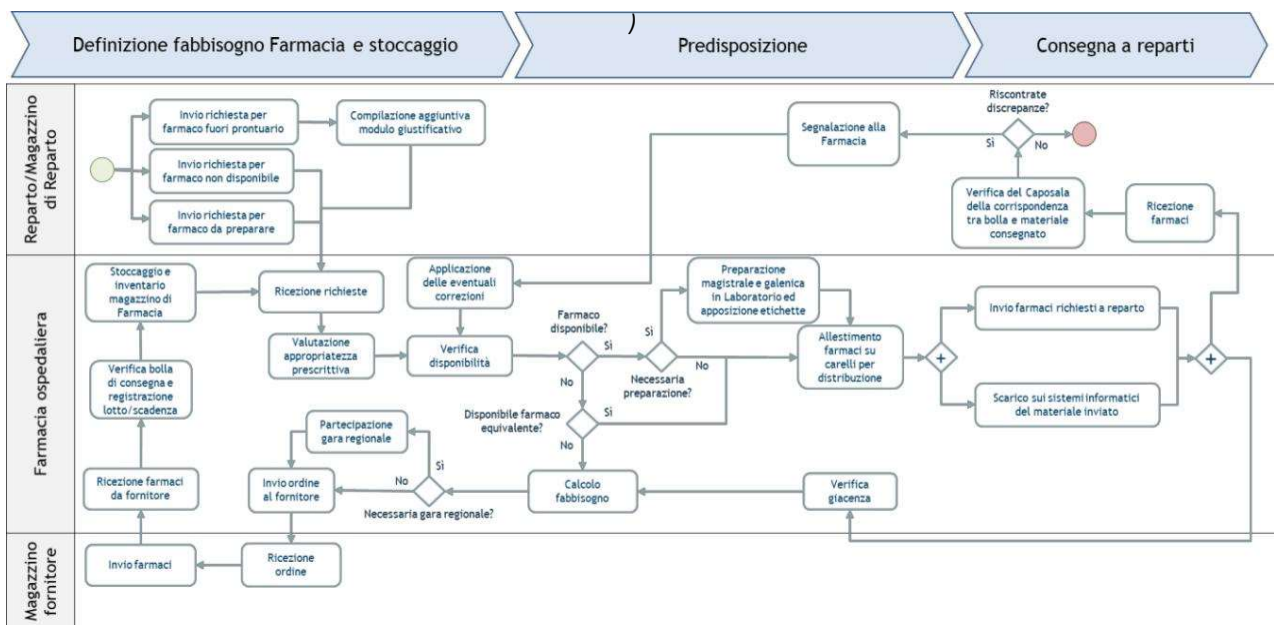 )
Definizione fabbisogno Farmacia e stoccaggio
Predisposizione
Consegna a reparti
Reparto/Magazzino
di Reparto
Invio richiesta per
farmaco fuori prontuario
Compilazione aggiuntiva
modulo giustificativo
Invio richiesta per
farmaco non disponibile
Invio richiesta per
farmaco da preparare
Segnalazione alla
Farmacia
Riscontrate
discrepanze?
Sì
No
Verifica del Caposala
della corrispondenza
tra bolla e materiale
consegnato
Ricezione
farmaci
Farmacia ospedaliera
Stoccaggio e
inventario
magazzino di
Farmacia
Ricezione richieste
Applicazione
delle eventuali
correzioni
Preparazione
magistrale e galenica
in Laboratorio ed
apposizione etichette
Invio farmaci richiesti a reparto
Valutazione
appropriatezza
prescrittiva
Verifica
disponibilità
Farmaco
disponibile?
Sì
No
Sì
No
Necessaria
preparazione?
Allestimento
farmaci su
carelli per
distribuzione
Verifica bolla
di consegna e
registrazione
lotto/scadenza
Scarico sui sistemi informatici
del materiale inviato
Disponibile farmaco
equivalente?
Sì
No
Partecipazione
gara regionale
Sì
No
Necessaria gara regionale?
Ricezione farmaci
da fornitore
Invio ordine
al fornitore
Calcolo
fabbisogno
Verifica
giacenza
Magazzino
fornitore
Invio farmaci
Ricezione
ordine